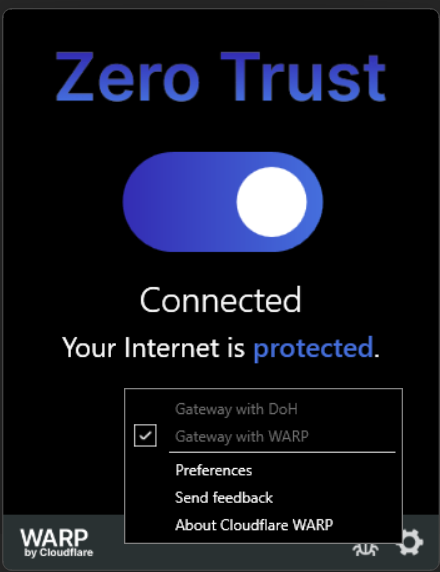 Zero Trust
Connected
Your Internet is protected.
Gateway with DoH
Gateway with WARP
Preferences
Send feedback
About Cloudflare WARP
WARP
by Cloudflare